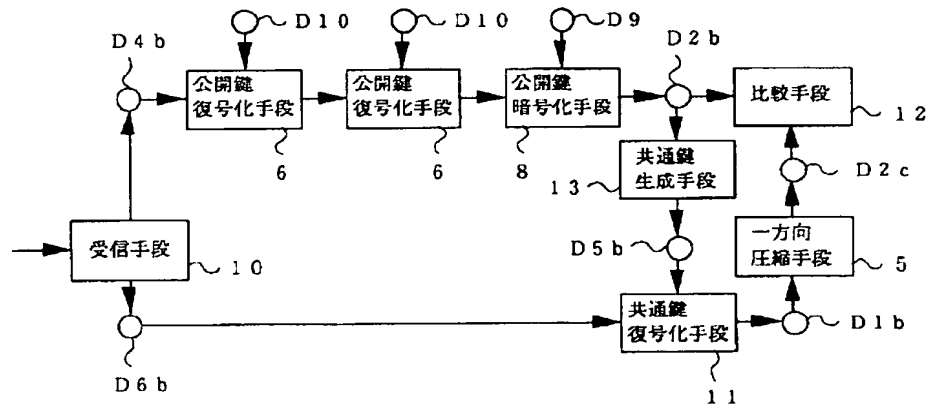 D10
D10
D9
D4b
D2b
公開鍵
復号化手段
公開鍵
復号化手段
公開鍵
暗号化手段
比較手段
6
6
8
12
13
共通鍵
生成手段
D2c
受信手段
10
D5b
一方向
圧縮手段
5
共通鍵
復号化手段
D1b
D6b
11